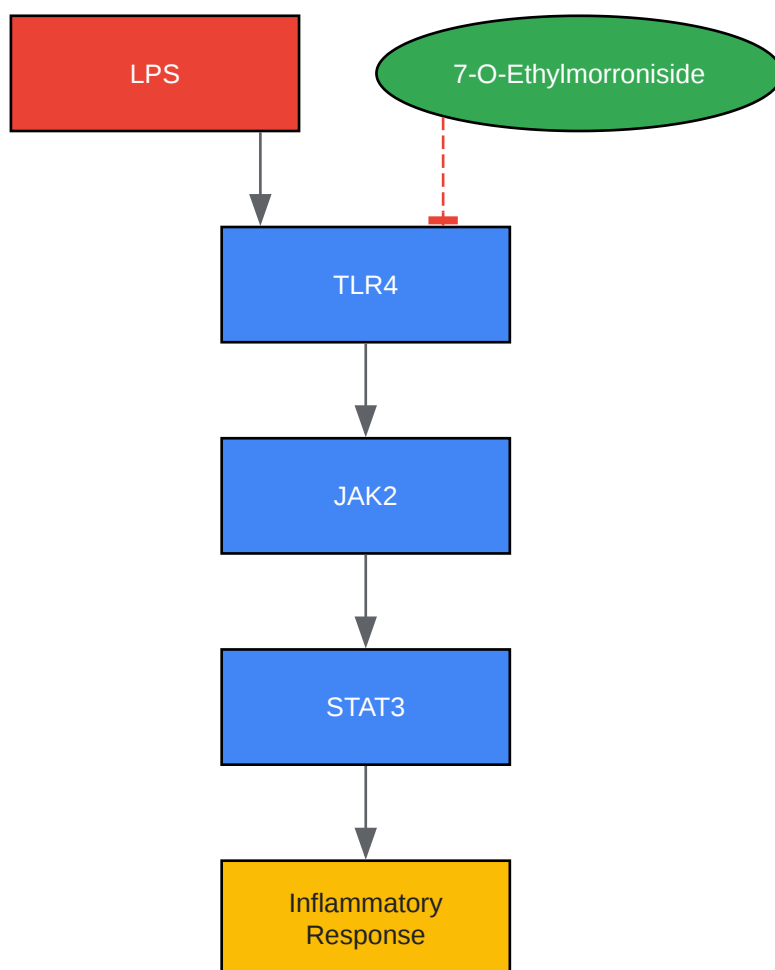 LPS
7-O-Ethylmorroniside
TLR4
JAK2
STAT3
Inflammatory
Response